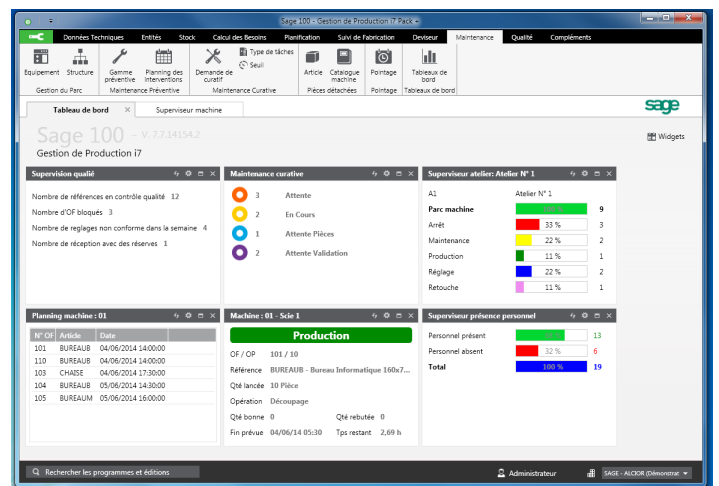 Sage 100 - Gestion de Production i7 Pack +
Données Techniques Entités Stock Calcul des Besoins Planification Suivi de Fabrication Deviseur Maintenance Qualité Compléments
Equipement Structure Gamme préventive Planning des Interventions Demande de curatif Type de tâches Seuil Article Catalogue machine Pointage Tableaux de bord
Gestion du Parc Maintenance Préventive Maintenance Curative Pièces détachées Pointage Tableaux de bord
Tableau de bord × Superviseur machine
sage
Sage 100 - V. 7.7.14154.2
Widgets
Gestion de Production i7
Supervision qualié
Nombre de références en contrôle qualité 12
Nombre d'OF bloqués 3
Nombre de reglages non conforme dans la semaine 4
Nombre de réception avec des réserves 1
Maintenance curative
3 Attente
2 En Cours
1 Attente Pièces
2 Attente Validation
Superviseur atelier: Atelier N° 1
A1 Atelier N° 1
Parc machine 100 % 9
Arrêt 33 % 3
Maintenance 22 % 2
Production 11 % 1
Réglage 22 % 2
Retouche 11 % 1
Planning machine : 01
N° OF Article Date
101 BUREAUB 04/06/2014 14:00:00
110 BUREAUB 04/06/2014 14:00:00
103 CHAISE 04/06/2014 17:30:00
104 BUREAUB 05/06/2014 14:30:00
105 BUREAUM 05/06/2014 16:00:00
Machine : 01 - Scie 1
Production
OF / OP 101 / 10
Référence BUREAUB - Bureau Informatique 160x7...
Qté lancée 10 Pièce
Opération Découpage
Qté bonne 0 Qté rebutée 0
Fin prévue 04/06/14 05:30 Tps restant 2,69 h
Superviseur présence personnel
Personnel présent 13
Personnel absent 32 % 6
Total 100 % 19
Rechercher les programmes et éditions
Administrateur
SAGE - ALCIOR (Démonstrat